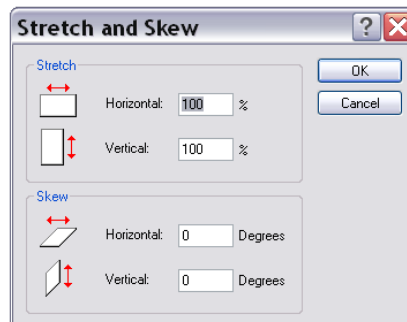 Stretch and Skew
Stretch
OK
Horizontal: 100 %
Cancel
Vertical: 100 %
Skew
Horizontal: 0 Degrees
Vertical: 0 Degrees